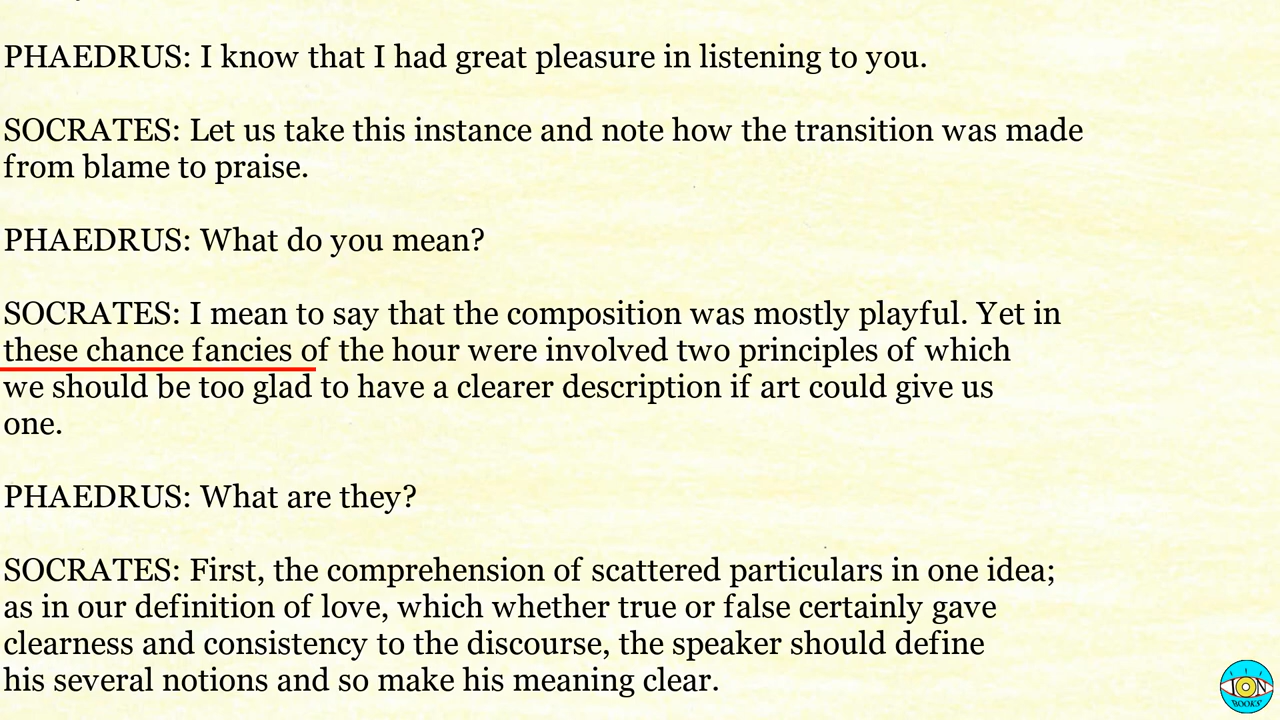 PHAEDRUS: I know that I had great pleasure in listening to you.
SOCRATES: Let us take this instance and note how the transition was made
from blame to praise.
PHAEDRUS: What do you mean?
SOCRATES: I mean to say that the composition was mostly playful. Yet in
these chance fancies of the hour were involved two principles of which
we should be too glad to have a clearer description if art could give us
one.
PHAEDRUS: What are they?
SOCRATES: First, the comprehension of scattered particulars in one idea;
as in our definition of love, which whether true or false certainly gave
clearness and consistency to the discourse, the speaker should define
his several notions and so make his meaning clear.
ION
BOOKS